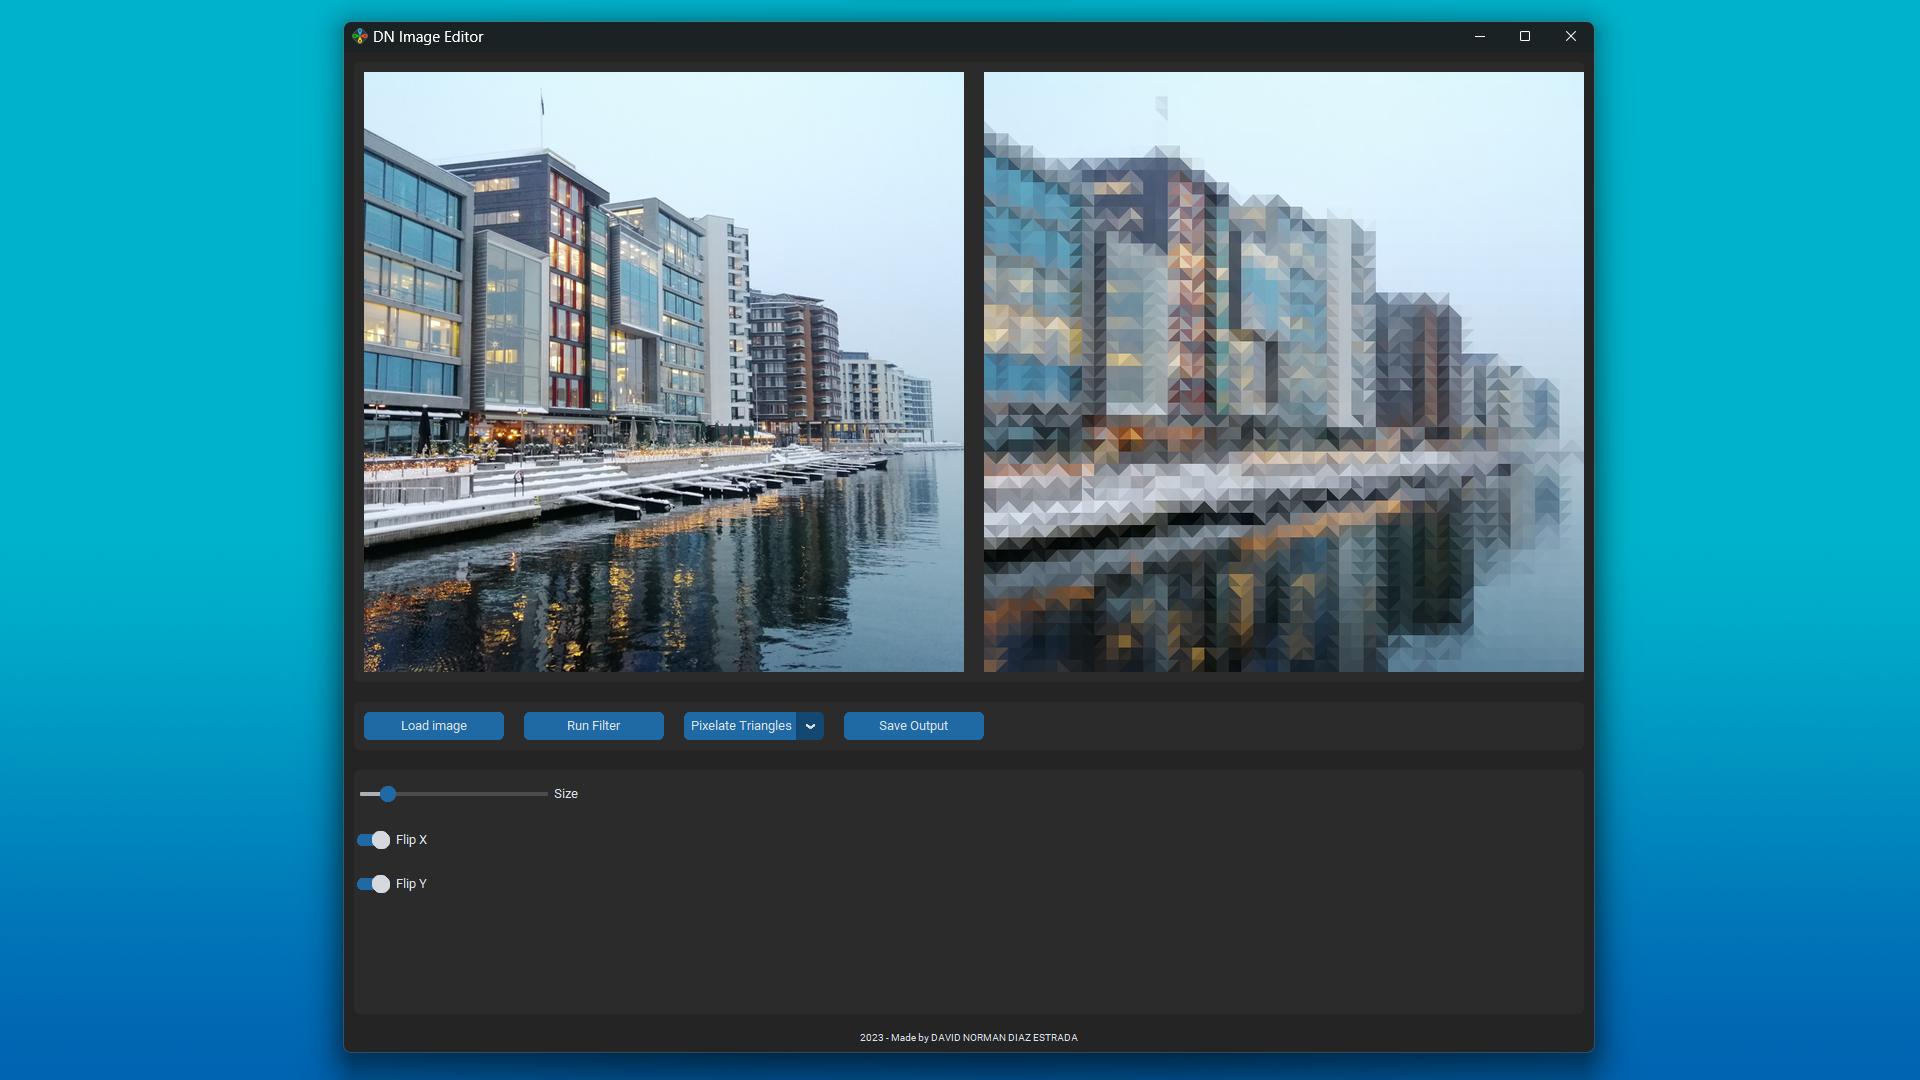 DN Image Editor
Load image
Run Filter
Pixelate Triangles
Save Output
Size
Flip X
Flip Y
2023 - Made by DAVID NORMAN DIAZ ESTRADA